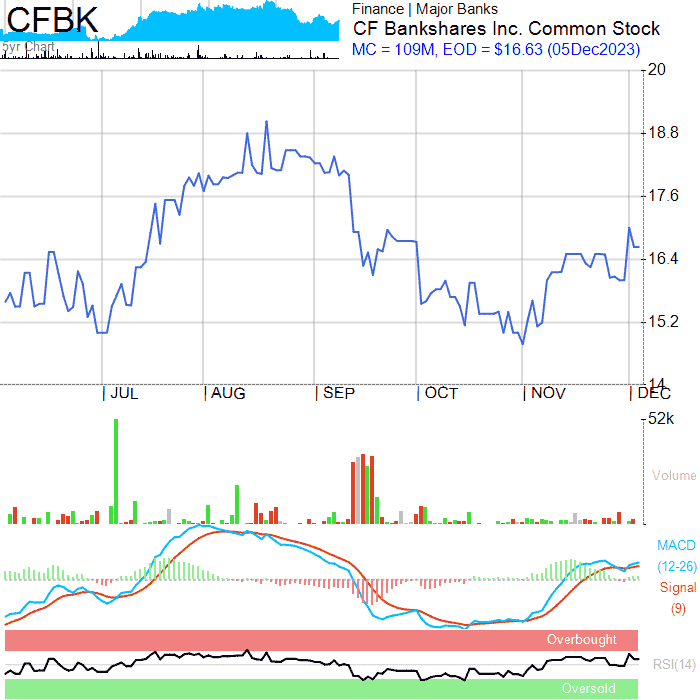 CFBK
5yr Chart
Finance | Major Banks
CF Bankshares Inc. Common Stock
MC = 109M, EOD = $16.63 (05Dec2023)
20
18.8
17.6
16.4
15.2
14
| JUL | AUG | SEP | OCT | NOV | DEC
52k
Volume
MACD
(12-26)
Signal
(9)
Overbought
RSI(14)
Oversold